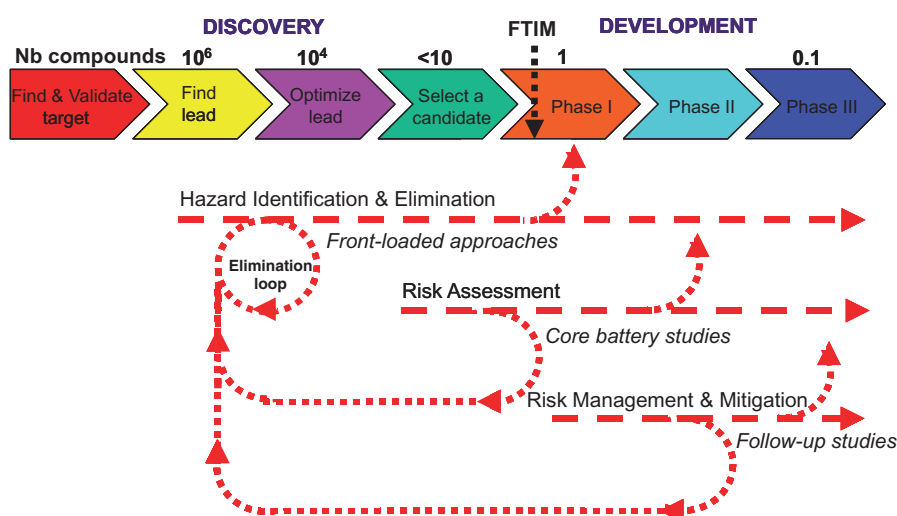 DISCOVERY FTIM DEVELOPMENT
Nb compounds 10⁶ 10⁴ <10 1 0.1
Find & Validate
target
Find
lead
Optimize
lead
Select a
candidate
Phase I
Phase II
Phase III
Hazard Identification & Elimination
Front-loaded approaches
Elimination
loop
Risk Assessment
Core battery studies
Risk Management & Mitigation
Follow-up studies